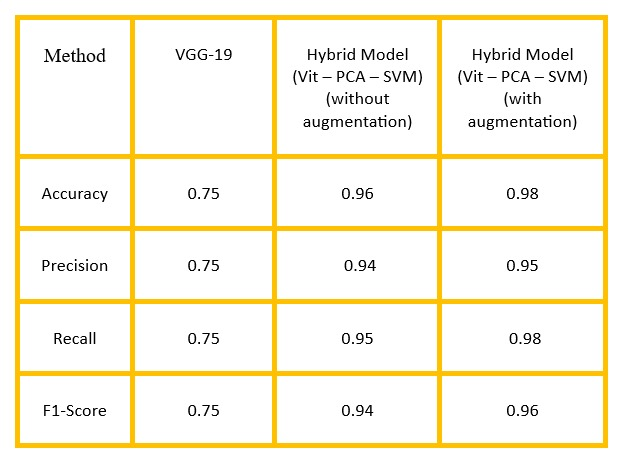 Method
VGG-19
Hybrid Model
(Vit – PCA – SVM)
(without
augmentation)
Hybrid Model
(Vit – PCA – SVM)
(with
augmentation)
Accuracy
0.75
0.96
0.98
Precision
0.75
0.94
0.95
Recall
0.75
0.95
0.98
F1-Score
0.75
0.94
0.96